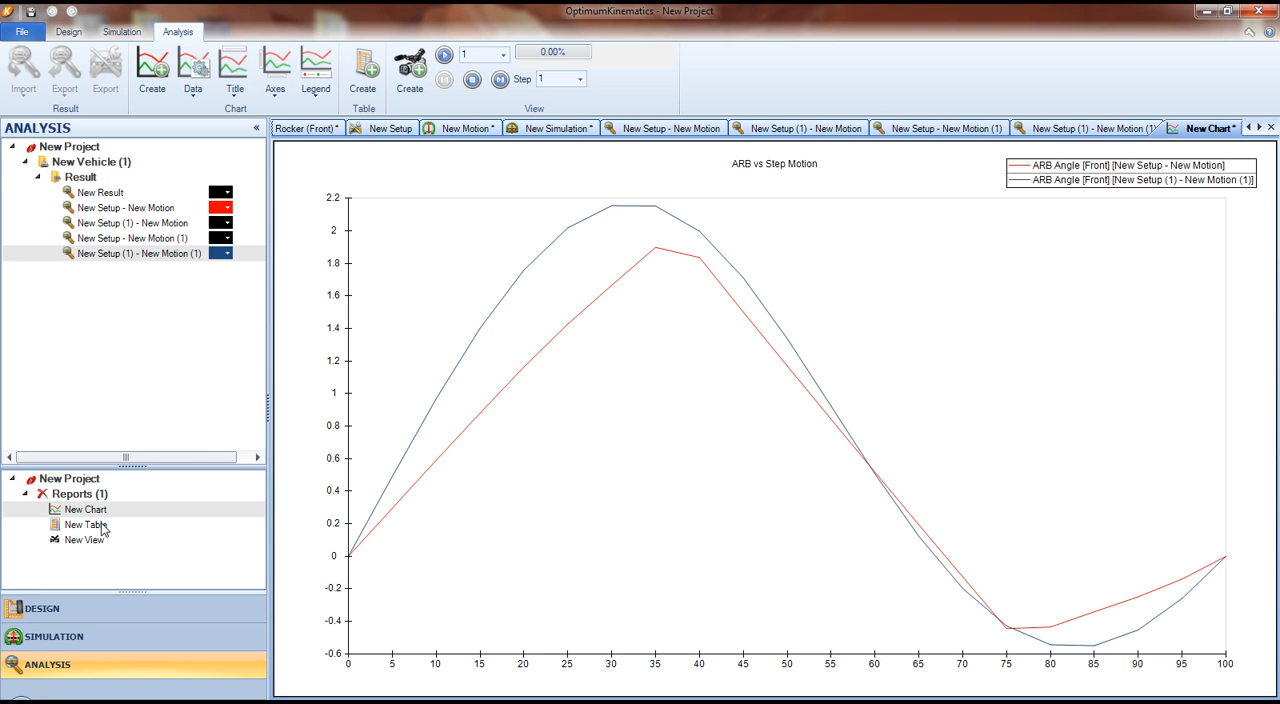 OptimumKinematics - New Project
File Design Simulation Analysis
Import Export Export Create Data Title Axes Legend Create Create 1 0.00% Step 1
Result Chart Table View
ANALYSIS
Rocker (Front)* New Setup New Motion* New Simulation* New Setup - New Motion New Setup (1) - New Motion New Setup - New Motion (1) New Setup (1) - New Motion (1) New Chart*
New Project
New Vehicle (1)
Result
New Result
New Setup - New Motion
New Setup (1) - New Motion
New Setup - New Motion (1)
New Setup (1) - New Motion (1)
New Project
Reports (1)
New Chart
New Table
New View
DESIGN
SIMULATION
ANALYSIS
ARB vs Step Motion
ARB Angle [Front] [New Setup - New Motion]
ARB Angle [Front] [New Setup (1) - New Motion (1)]
2.2
2
1.8
1.6
1.4
1.2
1
0.8
0.6
0.4
0.2
0
-0.2
-0.4
-0.6
0 5 10 15 20 25 30 35 40 45 50 55 60 65 70 75 80 85 90 95 100